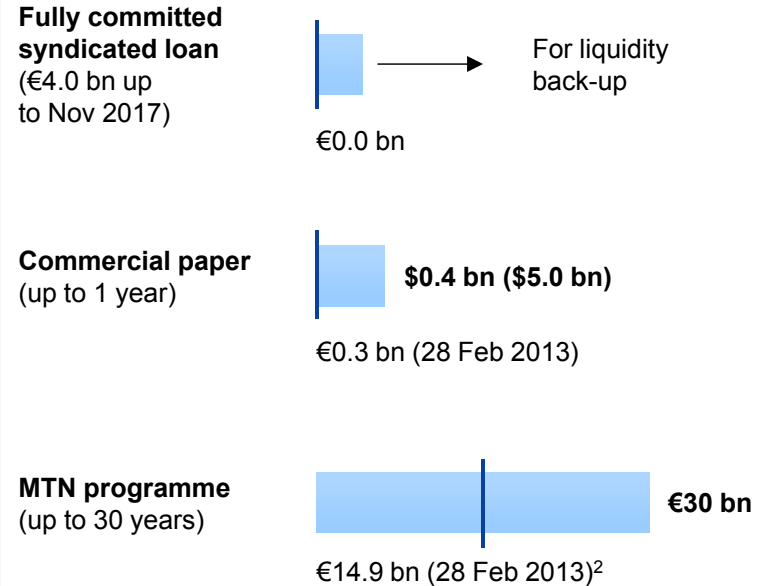 Fully committed
syndicated loan
(€4.0 bn up
to Nov 2017)
For liquidity
back-up
€0.0 bn
Commercial paper
(up to 1 year)
$0.4 bn ($5.0 bn)
€0.3 bn (28 Feb 2013)
MTN programme
(up to 30 years)
€30 bn
€14.9 bn (28 Feb 2013)²